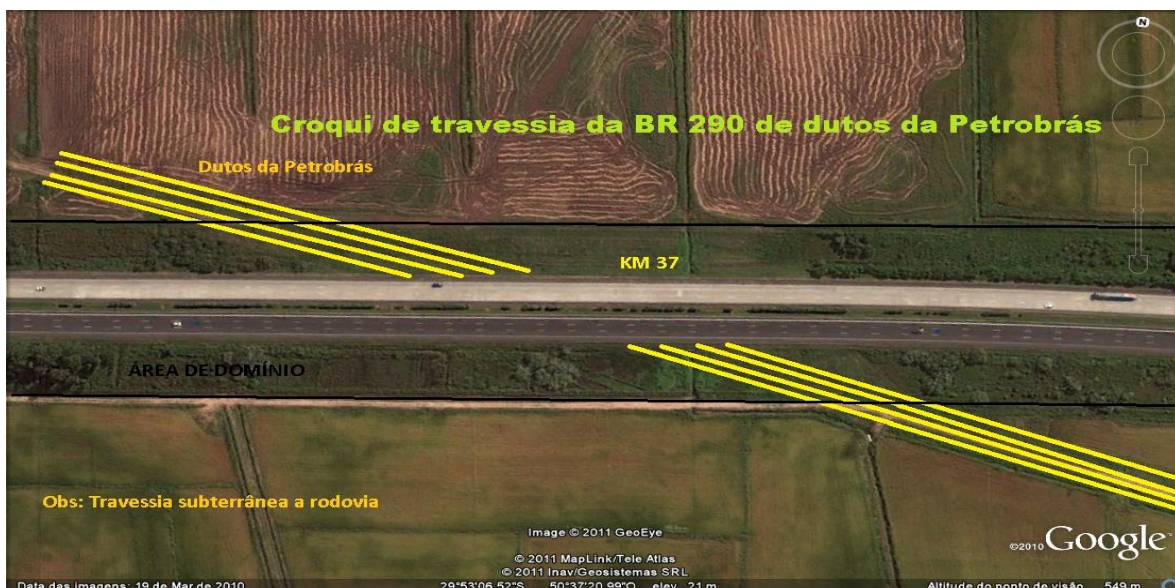 N
Croqui de travessia da BR 290 de dutos da Petrobrás
Dutos da Petrobrás
KM 37
ÁREA DE DOMÍNIO
Obs: Travessia subterrânea a rodovia
Image © 2011 GeoEye
© 2011 MapLink/Tele Atlas
© 2011 Inav/Geosistemas SRL
©2010 Google
Data das imagens: 19 de Mar de 2010 29°53'06.52"S 50°37'20.99"O elev 21 m Altitude do ponto de visão 549 m